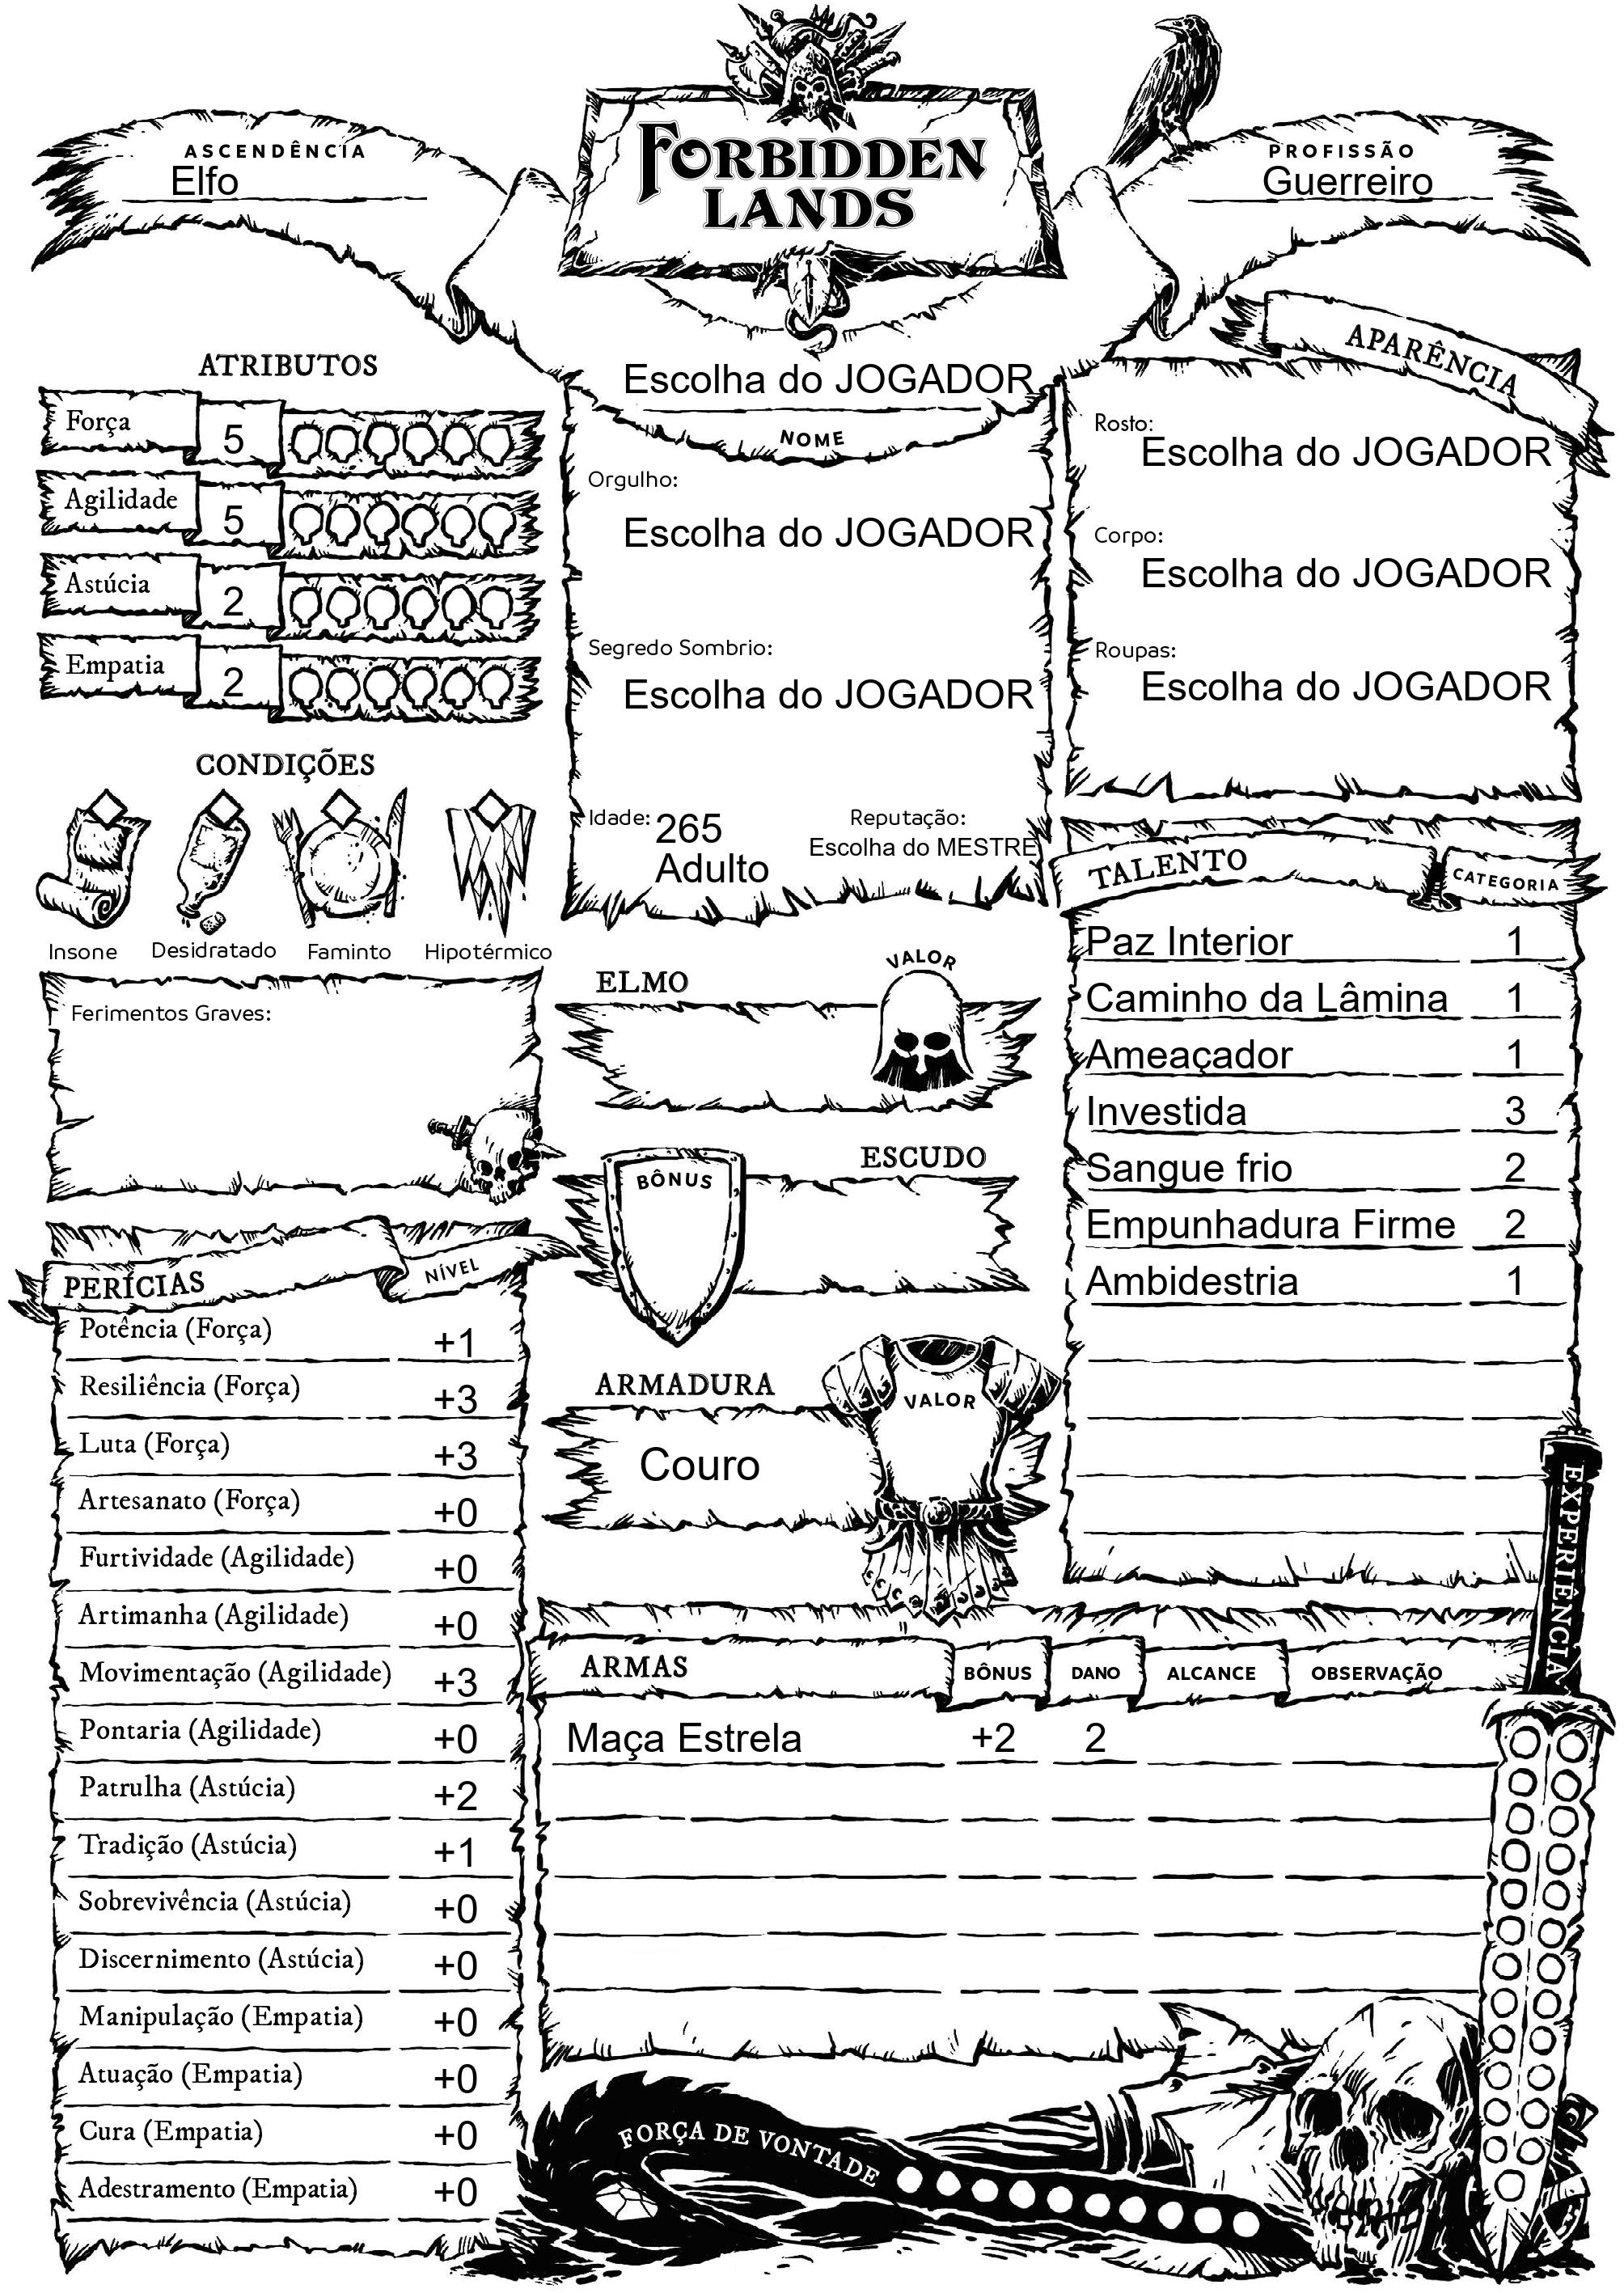 FORBIDDEN
LANDS
ASCENDÊNCIA
Elfo
PROFISSÃO
Guerreiro
ATRIBUTOS
Força
5
Agilidade
5
Astúcia
2
Empatia
2
CONDIÇÕES
Insone Desidratado Faminto Hipotérmico
Ferimentos Graves:
Escolha do JOGADOR
NOME
Orgulho:
Escolha do JOGADOR
Segredo Sombrio:
Escolha do JOGADOR
Idade: 265
Adulto
Reputação:
Escolha do MESTRE
APARÊNCIA
Rosto:
Escolha do JOGADOR
Corpo:
Escolha do JOGADOR
Roupas:
Escolha do JOGADOR
TALENTO CATEGORIA
Paz Interior 1
Caminho da Lâmina 1
Ameaçador 1
Investida 3
Sangue frio 2
Empunhadura Firme 2
Ambidestria 1
ELMO VALOR
ESCUDO
BÔNUS
ARMADURA
VALOR
Couro
PERÍCIAS NÍVEL
Potência (Força) +1
Resiliência (Força) +3
Luta (Força) +3
Artesanato (Força) +0
Furtividade (Agilidade) +0
Artimanha (Agilidade) +0
Movimentação (Agilidade) +3
Pontaria (Agilidade) +0
Patrulha (Astúcia) +2
Tradição (Astúcia) +1
Sobrevivência (Astúcia) +0
Discernimento (Astúcia) +0
Manipulação (Empatia) +0
Atuação (Empatia) +0
Cura (Empatia) +0
Adestramento (Empatia) +0
ARMAS BÔNUS DANO ALCANCE OBSERVAÇÃO
Maça Estrela +2 2
EXPERIÊNCIA
FORÇA DE VONTADE